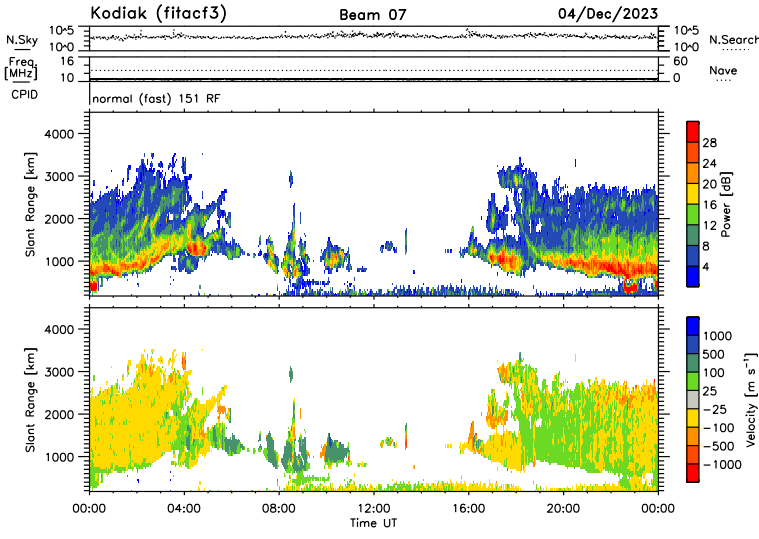 Kodiak (fitacf3) Beam 07 04/Dec/2023
N.Sky 10^5 10^0 10^5 10^0 N.Search
Freq. [MHz] 16 10 60 0 Nave
CPID normal (fast) 151 RF
Slant Range [km] 4000 3000 2000 1000
28 24 20 16 12 8 4 Power [dB]
Slant Range [km] 4000 3000 2000 1000
1000 500 100 25 −25 −100 −500 −1000 Velocity [m s⁻¹]
00:00 04:00 08:00 12:00 16:00 20:00 00:00
Time UT